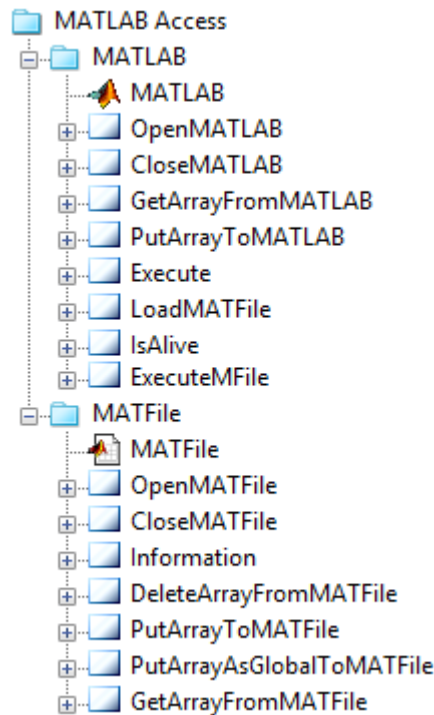 MATLAB Access
MATLAB
MATLAB
OpenMATLAB
CloseMATLAB
GetArrayFromMATLAB
PutArrayToMATLAB
Execute
LoadMATFile
IsAlive
ExecuteMFile
MATFile
MATFile
OpenMATFile
CloseMATFile
Information
DeleteArrayFromMATFile
PutArrayToMATFile
PutArrayAsGlobalToMATFile
GetArrayFromMATFile